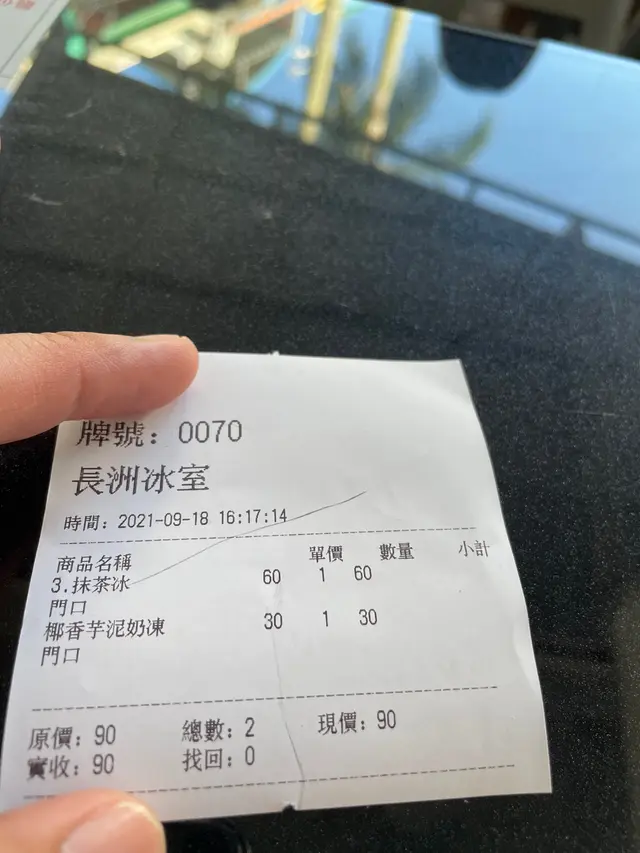 牌號: 0070
長洲冰室
時間: 2021-09-18 16:17:14
商品名稱 單價 數量 小計
3.抹茶冰 60 1 60
門口
椰香芋泥奶凍 30 1 30
門口
原價: 90 總數: 2 現價: 90
實收: 90 找回: 0